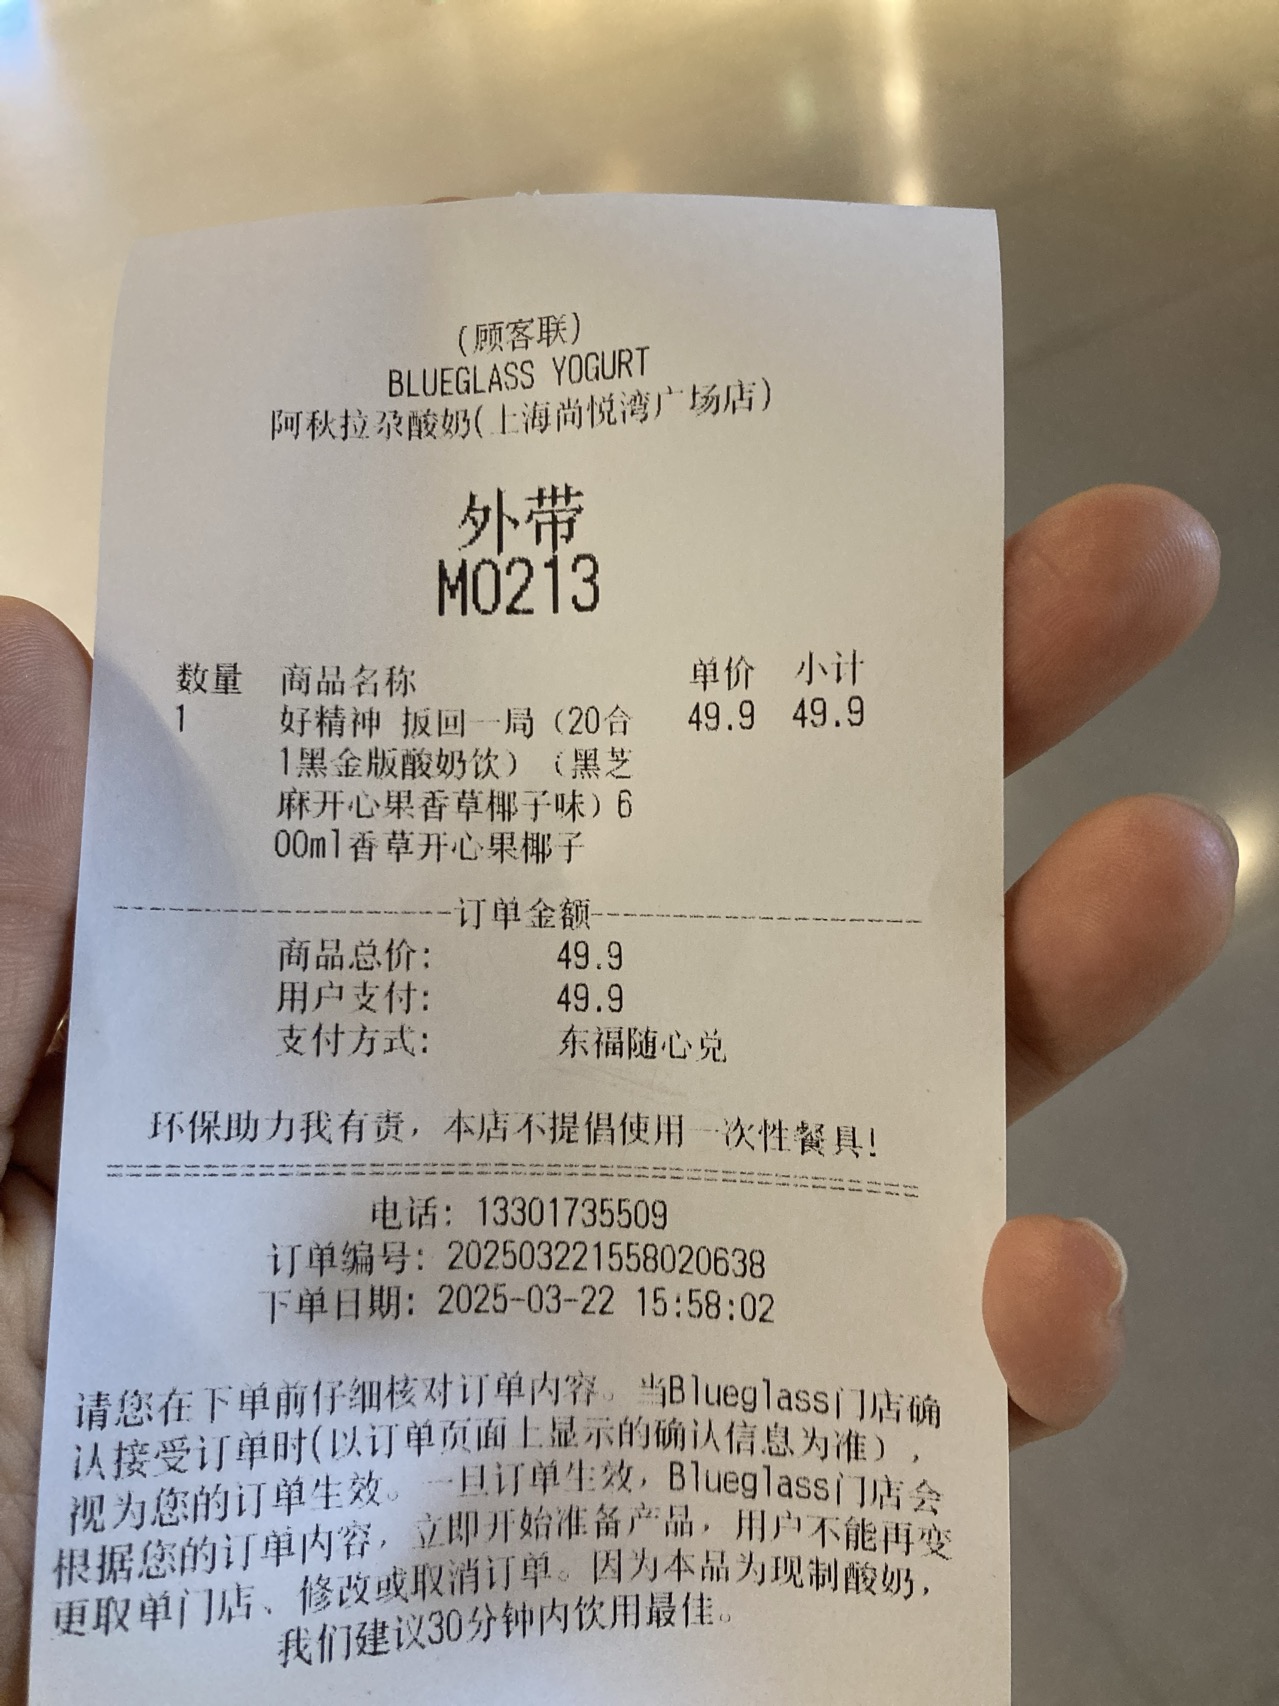 (顾客联)
BLUEGLASS YOGURT
阿秋拉尕酸奶(上海尚悦湾广场店)
外带
M0213
数量 商品名称 单价 小计
1 好精神 扳回一局（20合 49.9 49.9
1黑金版酸奶饮）（黑芝
麻开心果香草椰子味）6
00ml香草开心果椰子
--------------------订单金额--------------------
商品总价: 49.9
用户支付: 49.9
支付方式: 东福随心兑
环保助力我有责，本店不提倡使用一次性餐具!
================================================
电话: 13301735509
订单编号: 202503221558020638
下单日期: 2025-03-22 15:58:02
请您在下单前仔细核对订单内容。当Blueglass门店确
认接受订单时(以订单页面上显示的确认信息为准)，
视为您的订单生效。一旦订单生效，Blueglass门店会
根据您的订单内容，立即开始准备产品，用户不能再变
更取单门店、修改或取消订单。因为本品为现制酸奶，
我们建议30分钟内饮用最佳。